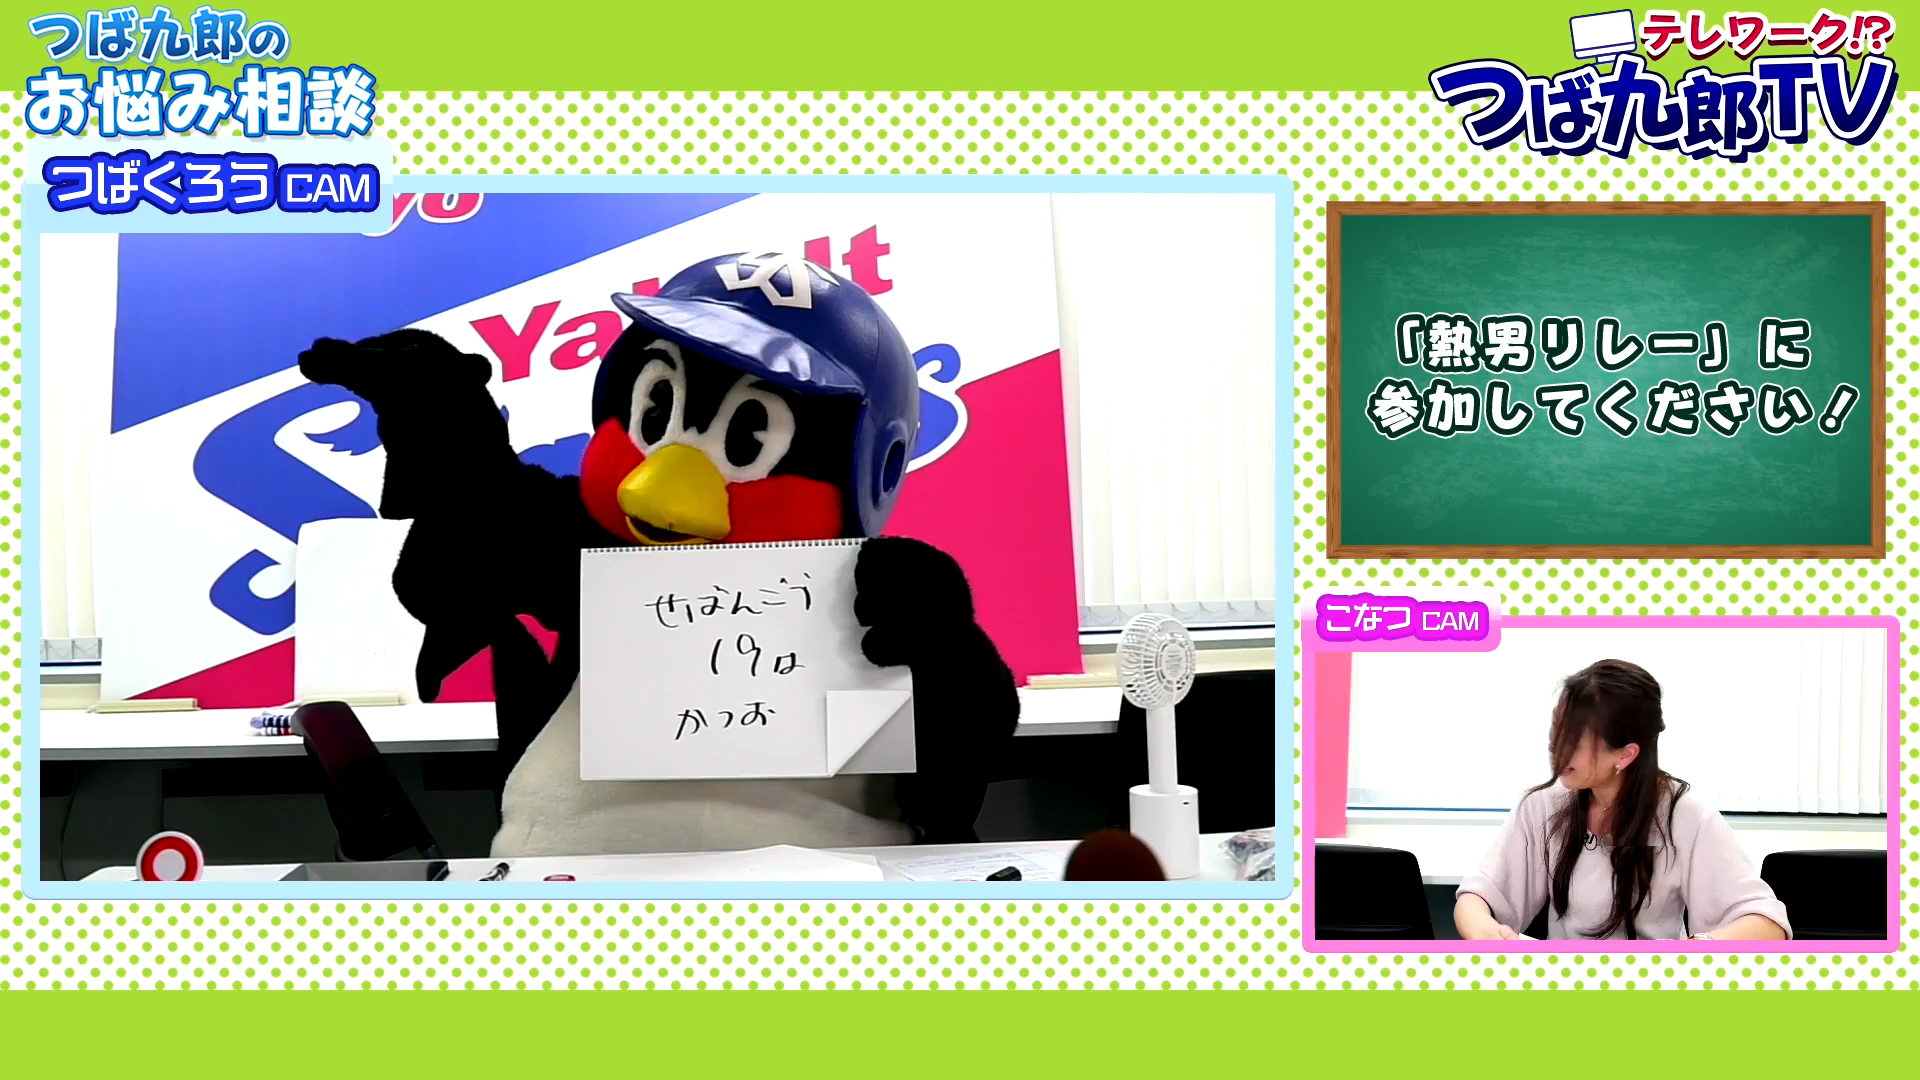 つば九郎の
お悩み相談
テレワーク!?
つば九郎TV
つばくろう CAM
yo
Yakult
S
s
「熱男リレー」に
参加してください！
せばんごう
19は
かつお
こなつ CAM